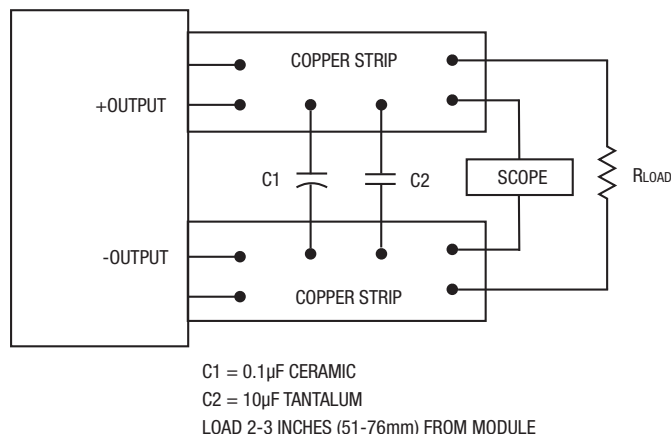 COPPER STRIP
+OUTPUT
C1
C2
SCOPE
RLOAD
-OUTPUT
COPPER STRIP
C1 = 0.1µF CERAMIC
C2 = 10µF TANTALUM
LOAD 2-3 INCHES (51-76mm) FROM MODULE